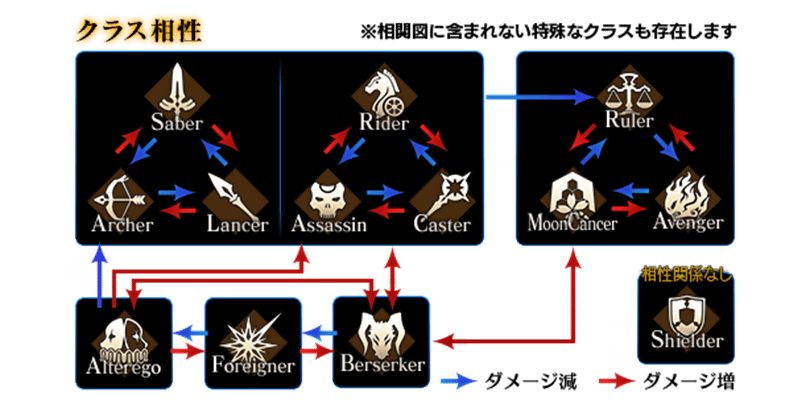 クラス相性
※相関図に含まれない特殊なクラスも存在します
Saber
Archer
Lancer
Rider
Assassin
Caster
Ruler
MoonCancer
Avenger
Alterego
Foreigner
Berserker
相性関係なし
Shielder
ダメージ減
ダメージ増